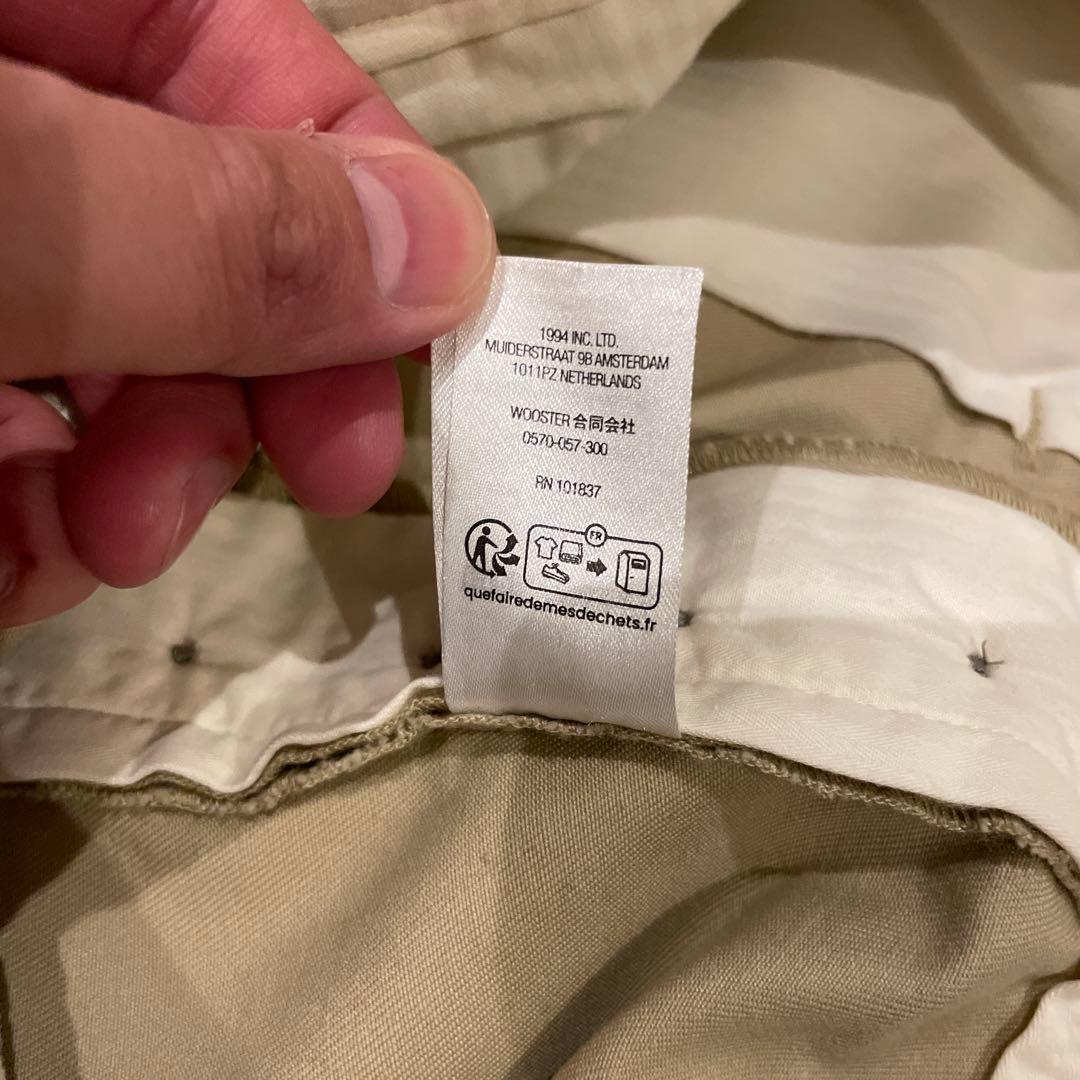 1994 INC. LTD.
MUIDERSTRAAT 9B AMSTERDAM
1011PZ NETHERLANDS
WOOSTER 合同会社
0570-057-300
RN 101837
FR
quefairedemesdechets.fr